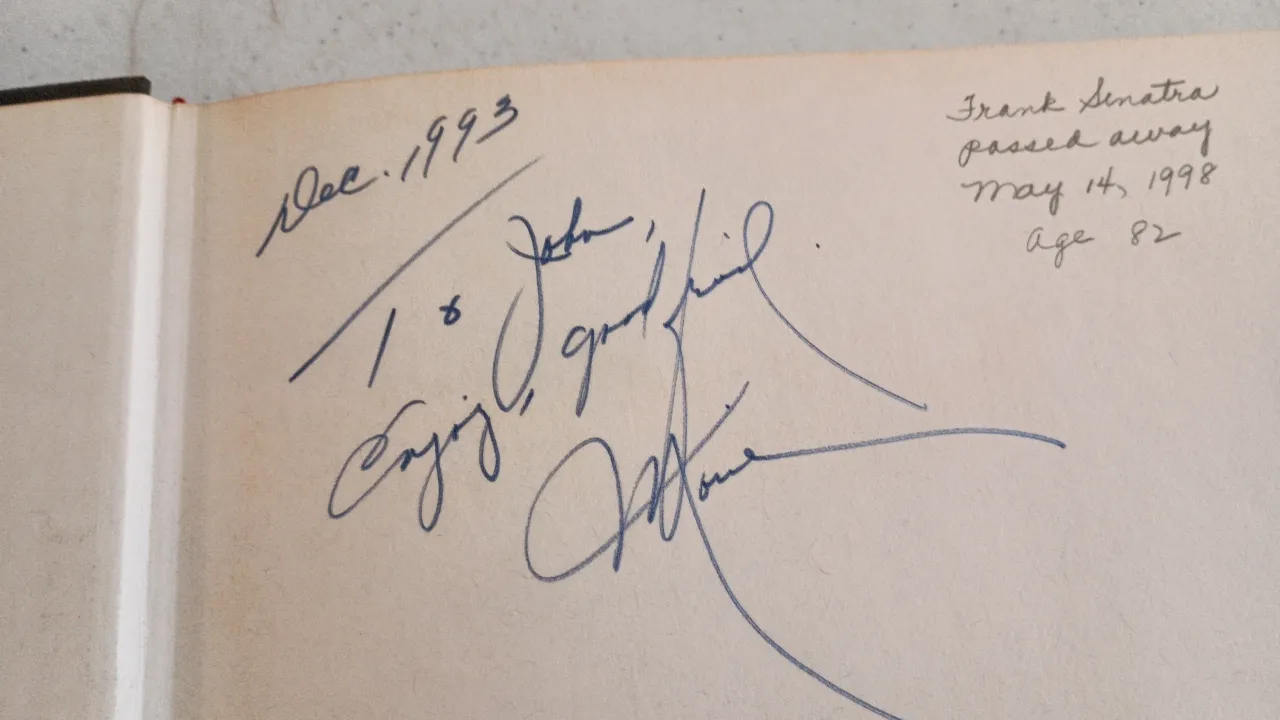 Dec. 1993
To John,
Enjoy, good friend
Frank Sinatra
passed away
May 14, 1998
age 82